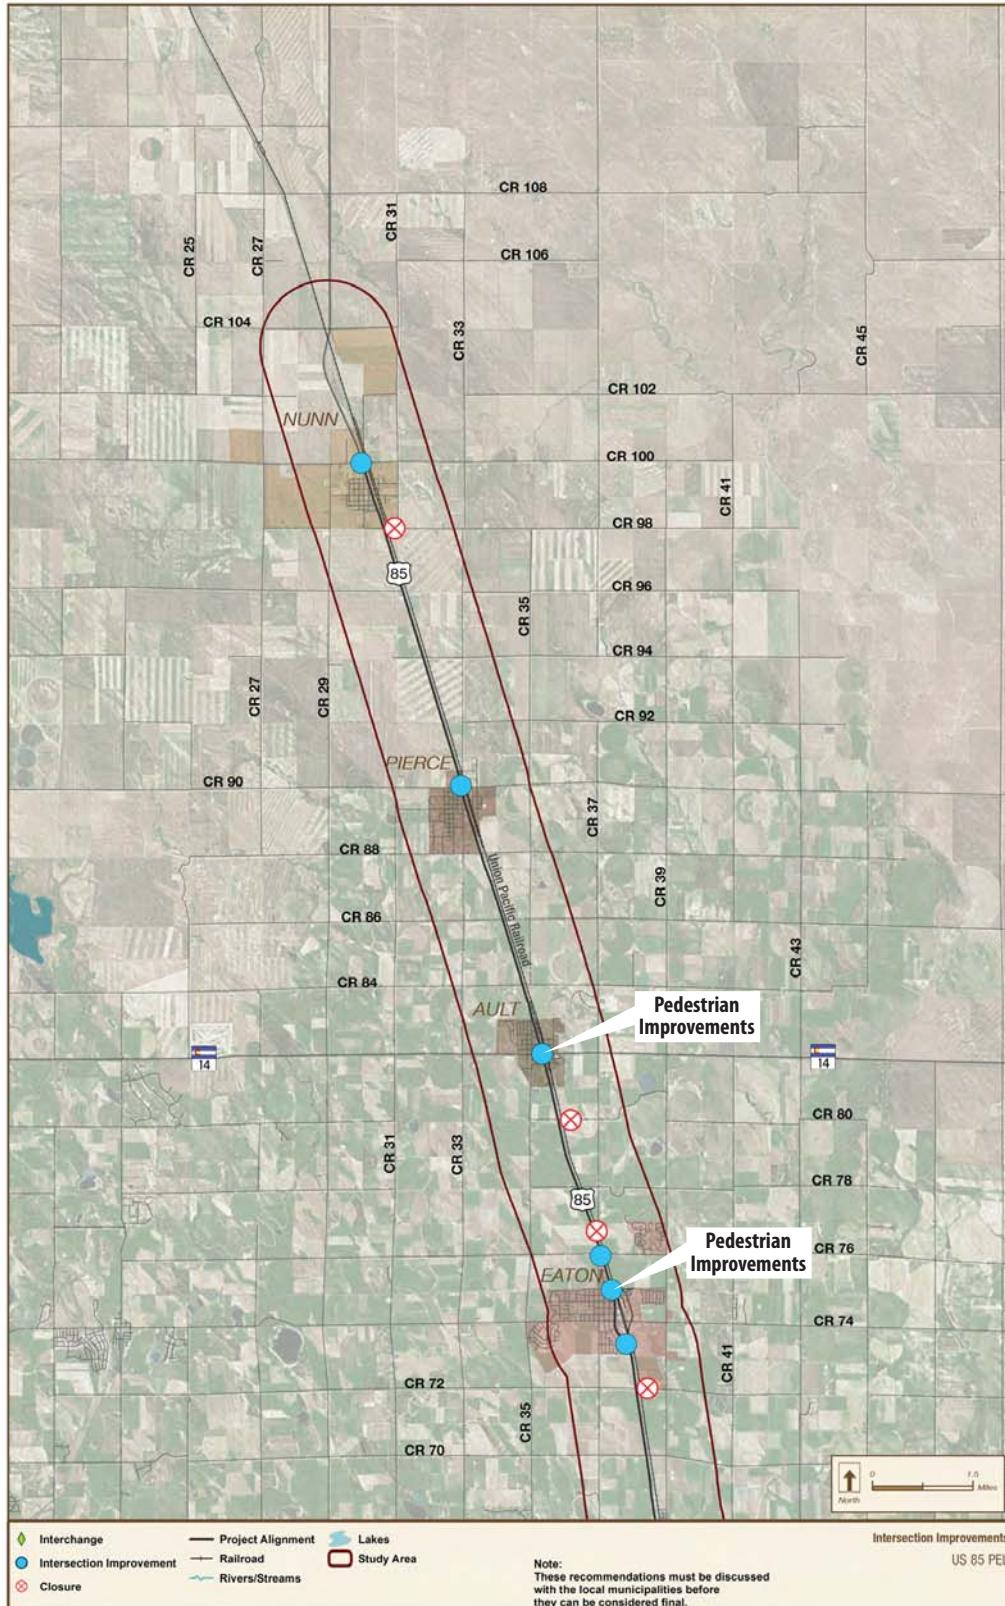 CR 108
CR 31
CR 25
CR 27
CR 106
CR 104
CR 33
CR 45
CR 102
NUNN
CR 100
CR 41
CR 98
85
CR 96
CR 35
CR 94
CR 27
CR 29
CR 92
PIERCE
CR 90
CR 37
CR 88
Union Pacific Railroad
CR 39
CR 86
CR 43
CR 84
AULT
Pedestrian
Improvements
14
14
CR 80
CR 31
CR 33
CR 78
85
Pedestrian
Improvements
CR 76
EATON
CR 74
CR 41
CR 72
CR 35
CR 70
North
0
1.5
Miles
Interchange
Intersection Improvement
Closure
Project Alignment
Railroad
Rivers/Streams
Lakes
Study Area
Note:
These recommendations must be discussed
with the local municipalities before
they can be considered final.
Intersection Improvements
US 85 PEL